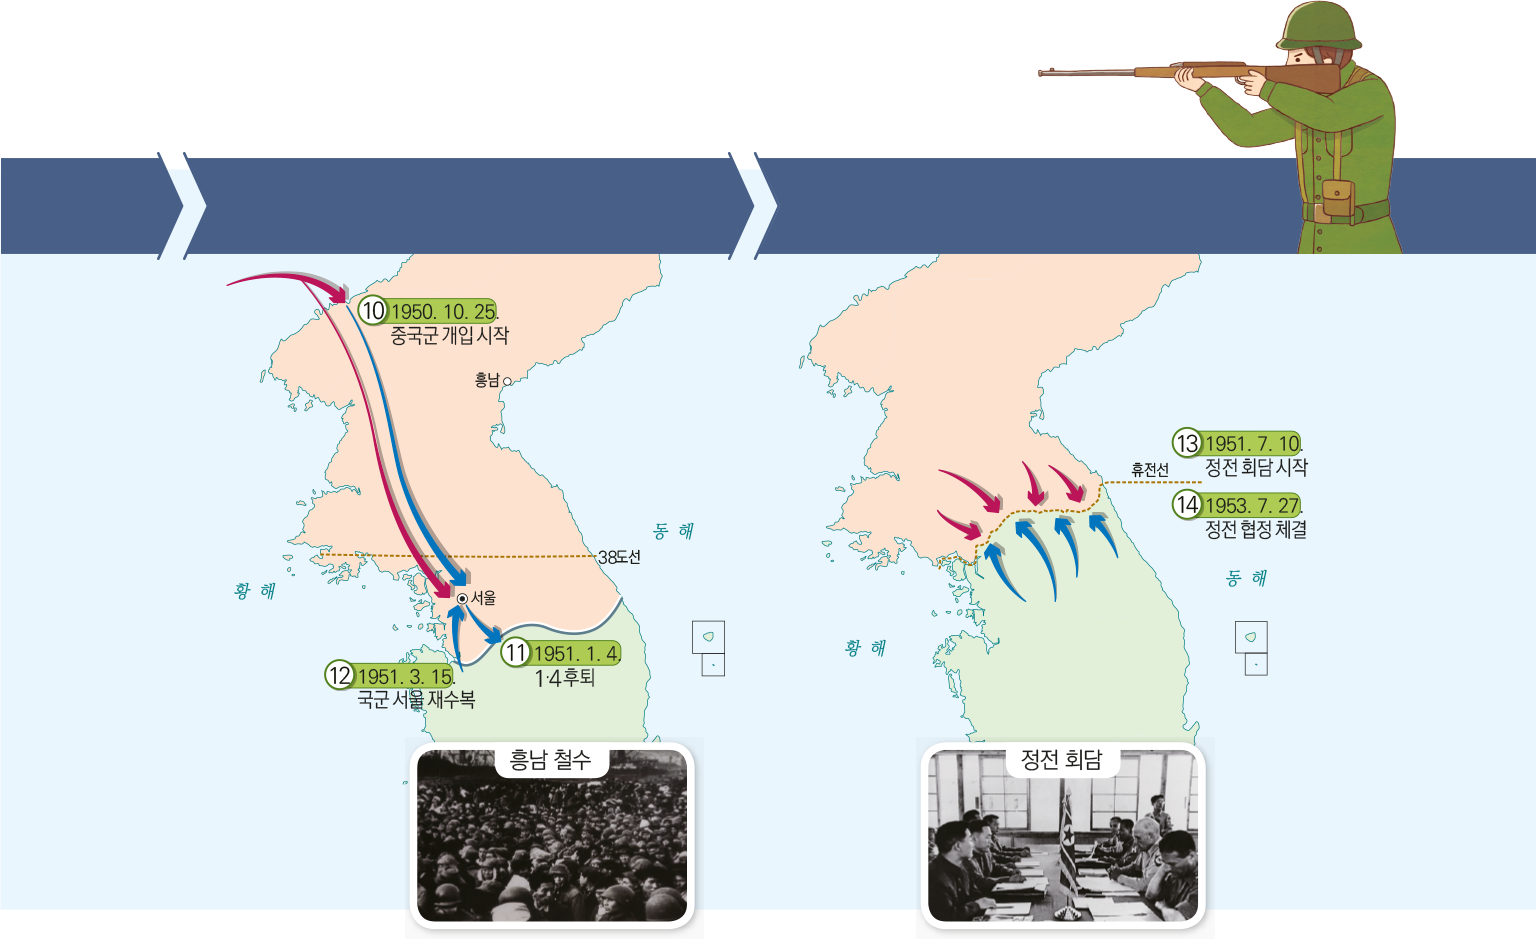 10 1950. 10. 25.
중국군 개입 시작
흥남
38도선
동 해
황 해
서울
11 1951. 1. 4.
1·4 후퇴
12 1951. 3. 15.
국군 서울 재수복
흥남 철수
13 1951. 7. 10.
정전 회담 시작
휴전선
14 1953. 7. 27.
정전 협정 체결
동 해
황 해
정전 회담